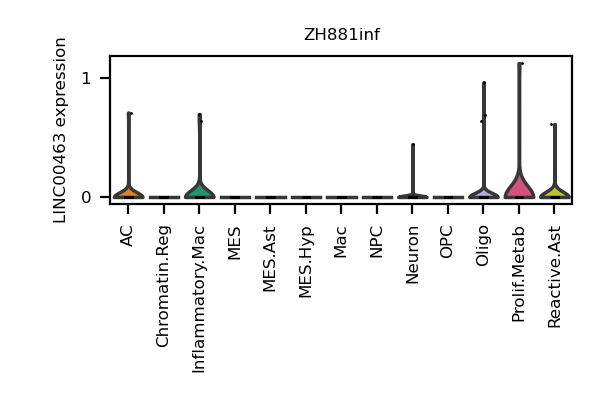 ZH881inf
LINC00463 expression
1
0
AC
Chromatin.Reg
Inflammatory.Mac
MES
MES.Ast
MES.Hyp
Mac
NPC
Neuron
OPC
Oligo
Prolif.Metab
Reactive.Ast